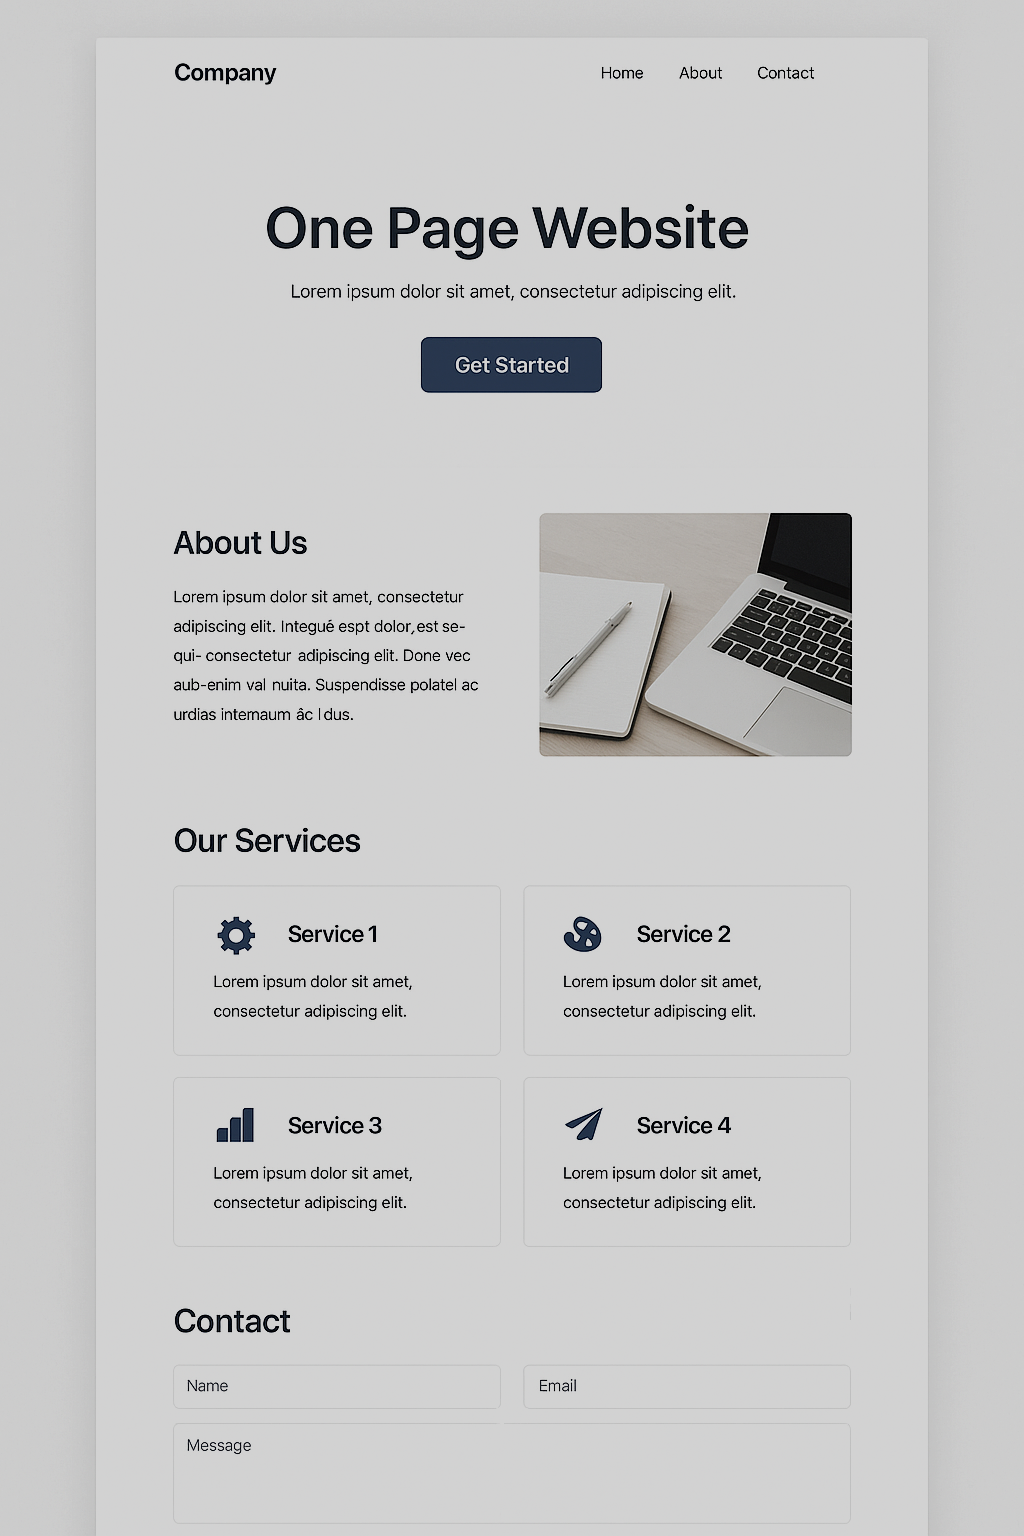 Company
Home About Contact
One Page Website
Lorem ipsum dolor sit amet, consectetur adipiscing elit.
Get Started
About Us
Lorem ipsum dolor sit amet, consectetur
adipiscing elit. Integué espt dolor,est se-
qui- consectetur adipiscing elit. Done vec
aub-enim val nuita. Suspendisse polatel ac
urdias internaum âc l dus.
Our Services
Service 1
Lorem ipsum dolor sit amet,
consectetur adipiscing elit.
Service 2
Lorem ipsum dolor sit amet,
consectetur adipiscing elit.
Service 3
Lorem ipsum dolor sit amet,
consectetur adipiscing elit.
Service 4
Lorem ipsum dolor sit amet,
consectetur adipiscing elit.
Contact
Name
Email
Message